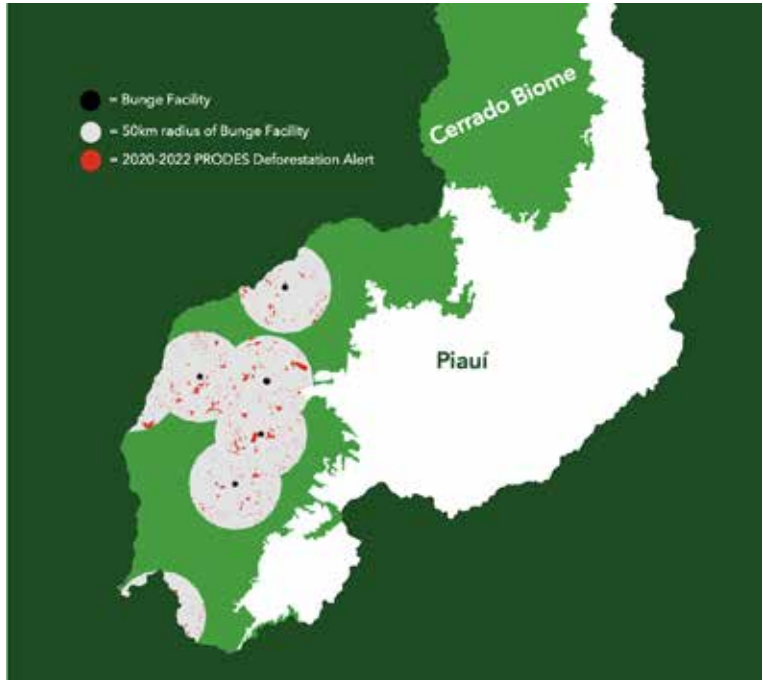 Cerrado Biome
= Bunge Facility
= 50km radius of Bunge Facility
= 2020-2022 PRODES Deforestation Alert
Piauí